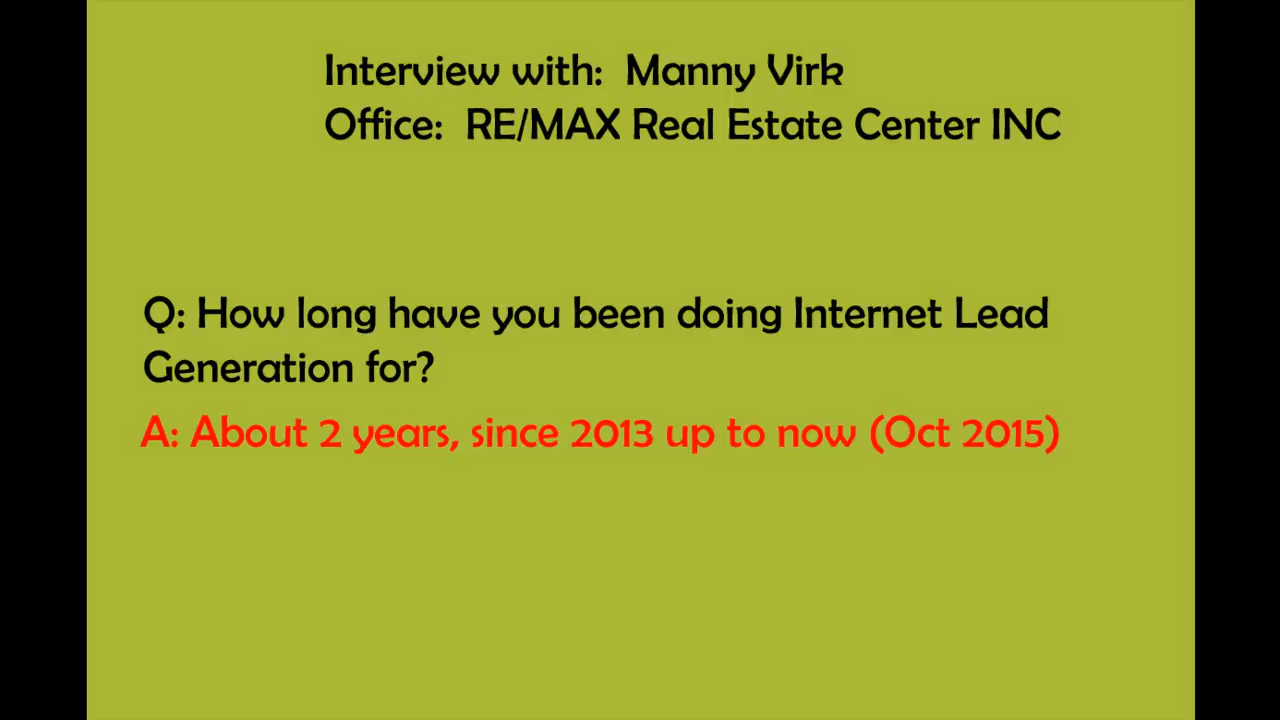 Interview with: Manny Virk
Office: RE/MAX Real Estate Center INC
Q: How long have you been doing Internet Lead
Generation for?
A: About 2 years, since 2013 up to now (Oct 2015)